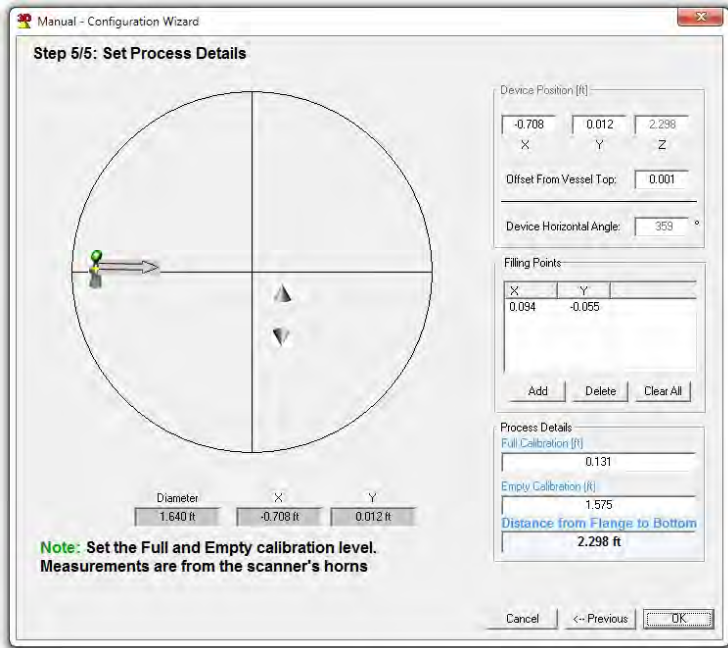 Manual - Configuration Wizard
Step 5/5: Set Process Details
Device Position [ft]
-0.708 0.012 2.298
X Y Z
Offset From Vessel Top: 0.001
Device Horizontal Angle: 359 °
Filling Points
X Y
0.094 -0.055
Add Delete Clear All
Process Details
Full Calibration [ft]
0.131
Empty Calibration [ft]
1.575
Distance from Flange to Bottom
2.298 ft
Diameter X Y
1.640 ft -0.708 ft 0.012 ft
Note: Set the Full and Empty calibration level.
Measurements are from the scanner's horns
Cancel <-- Previous OK